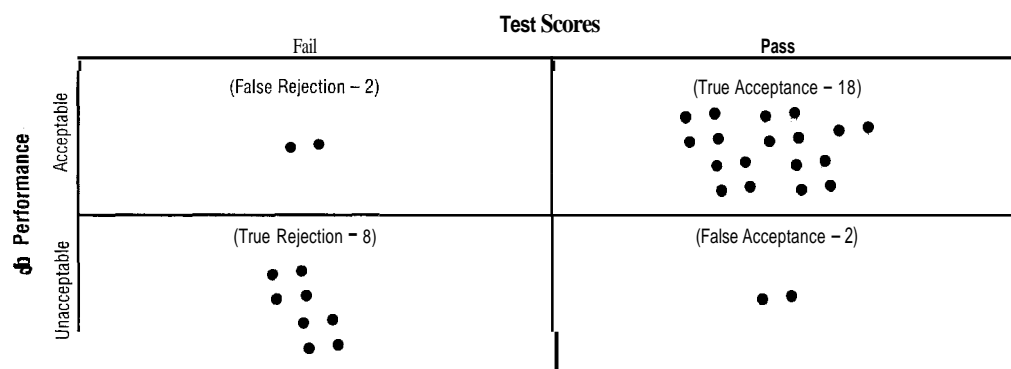 Test Scores
Fail Pass
(False Rejection – 2) (True Acceptance – 18)
Acceptable
Performance
(True Rejection – 8) (False Acceptance – 2)
Unacceptable